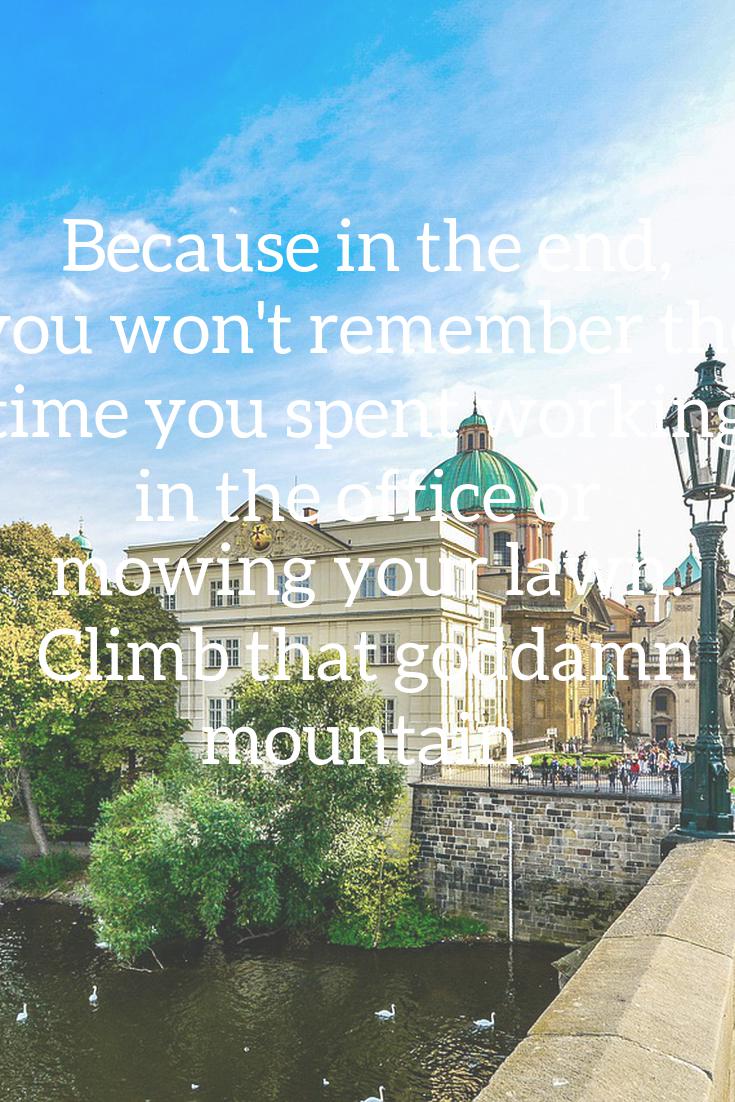 Because in the end,
you won't remember the
time you spent working
in the office or
mowing your lawn.
Climb that goddamn
mountain.